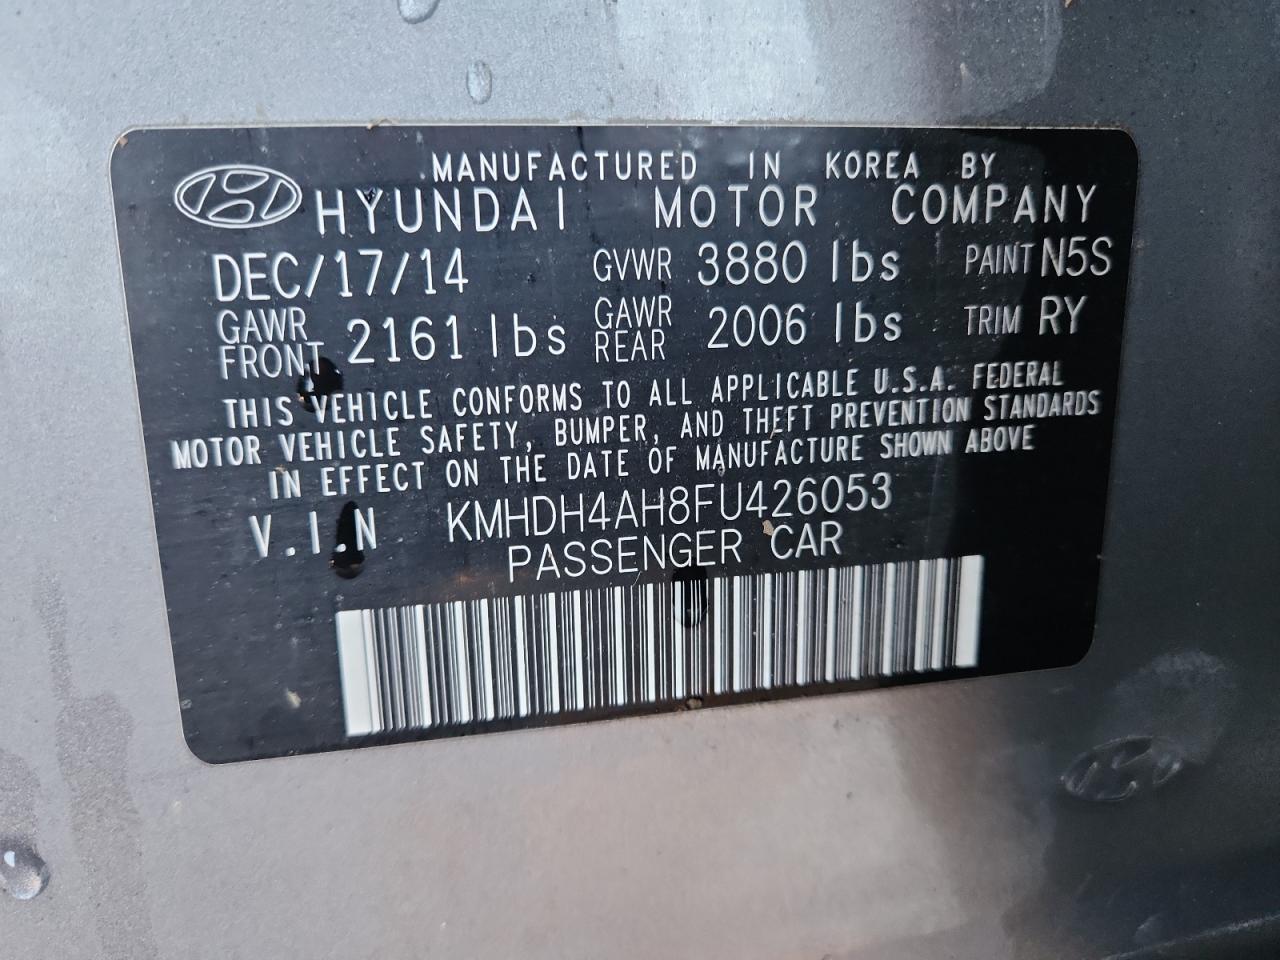 MANUFACTURED IN KOREA BY
HYUNDAI MOTOR COMPANY
DEC/17/14 GVWR 3880 lbs PAINT N5S
GAWR FRONT 2161 lbs GAWR REAR 2006 lbs TRIM RY
THIS VEHICLE CONFORMS TO ALL APPLICABLE U.S.A. FEDERAL
MOTOR VEHICLE SAFETY, BUMPER, AND THEFT PREVENTION STANDARDS
IN EFFECT ON THE DATE OF MANUFACTURE SHOWN ABOVE
V.I.N KMHDH4AH8FU426053
PASSENGER CAR